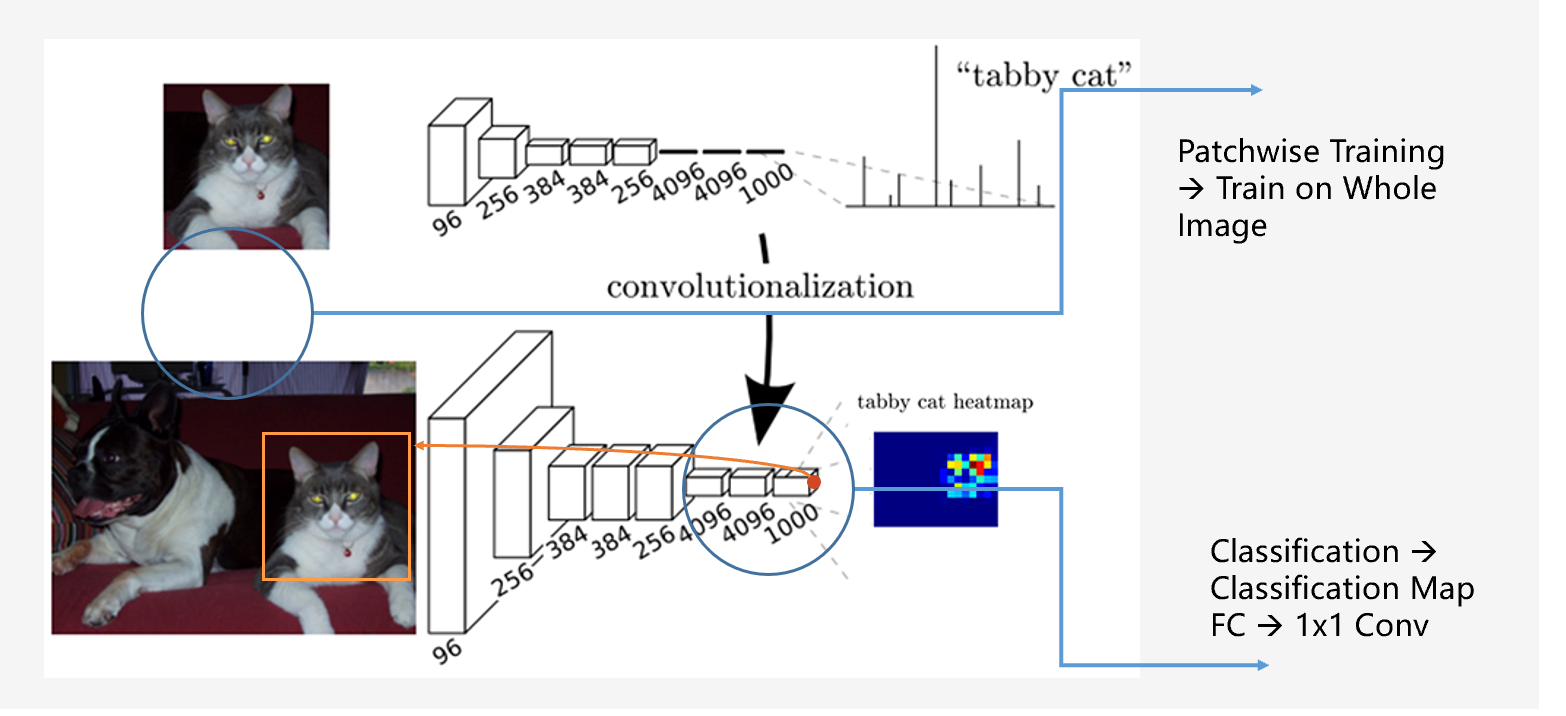 “tabby cat”
96
256
384
384
256
4096
4096
1000
Patchwise Training
→ Train on Whole
Image
convolutionalization
tabby cat heatmap
96
256
384
384
256
4096
4096
1000
Classification →
Classification Map
FC → 1x1 Conv